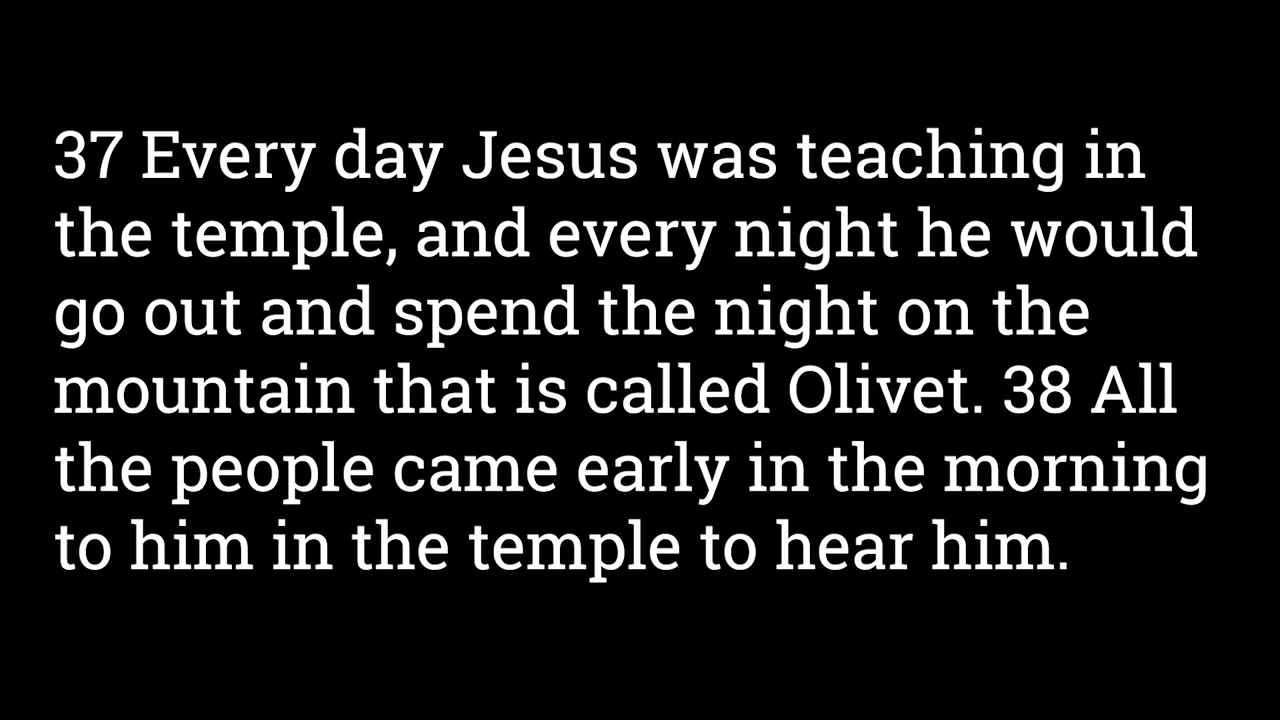 37 Every day Jesus was teaching in
the temple, and every night he would
go out and spend the night on the
mountain that is called Olivet. 38 All
the people came early in the morning
to him in the temple to hear him.